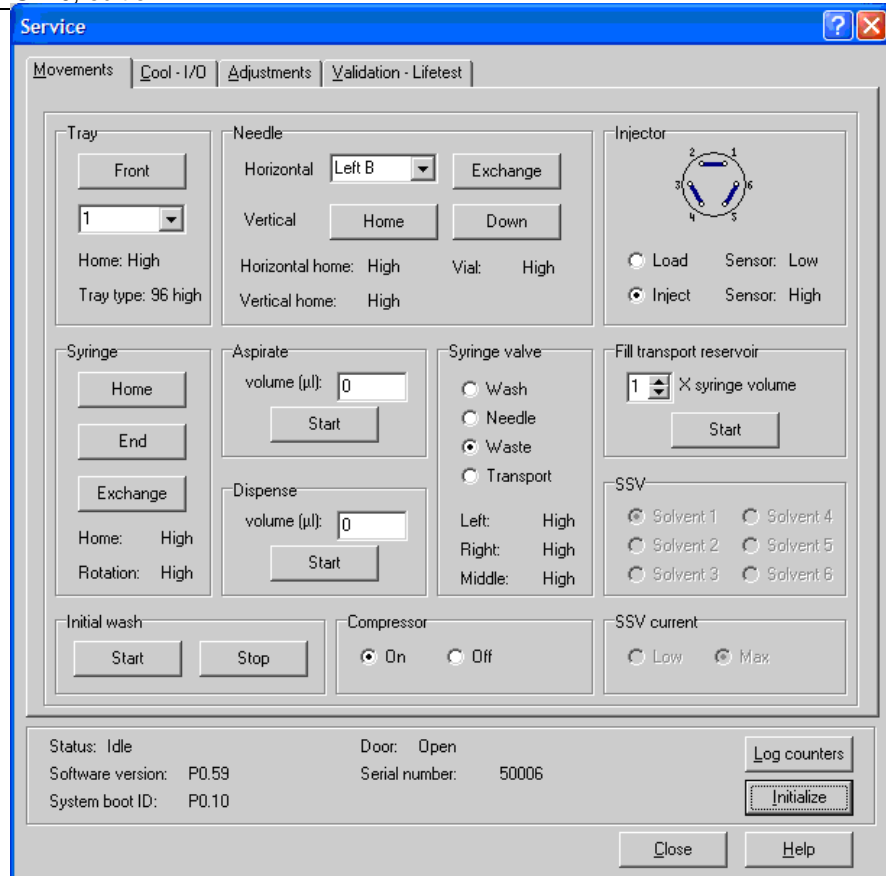 Service
Movements Cool - I/O Adjustments Validation - Lifetest
Tray
Front
1
Home: High
Tray type: 96 high
Needle
Horizontal Left B Exchange
Vertical Home Down
Horizontal home: High Vial: High
Vertical home: High
Injector
2 1
3 6
4 5
Load Sensor: Low
Inject Sensor: High
Syringe
Home
End
Exchange
Home: High
Rotation: High
Aspirate
volume (µl): 0
Start
Dispense
volume (µl): 0
Start
Syringe valve
Wash
Needle
Waste
Transport
Left: High
Right: High
Middle: High
Fill transport reservoir
1 X syringe volume
Start
SSV
Solvent 1 Solvent 4
Solvent 2 Solvent 5
Solvent 3 Solvent 6
Initial wash
Start Stop
Compressor
On Off
SSV current
Low Max
Status: Idle Door: Open
Software version: P0.59 Serial number: 50006
System boot ID: P0.10
Log counters
Initialize
Close Help